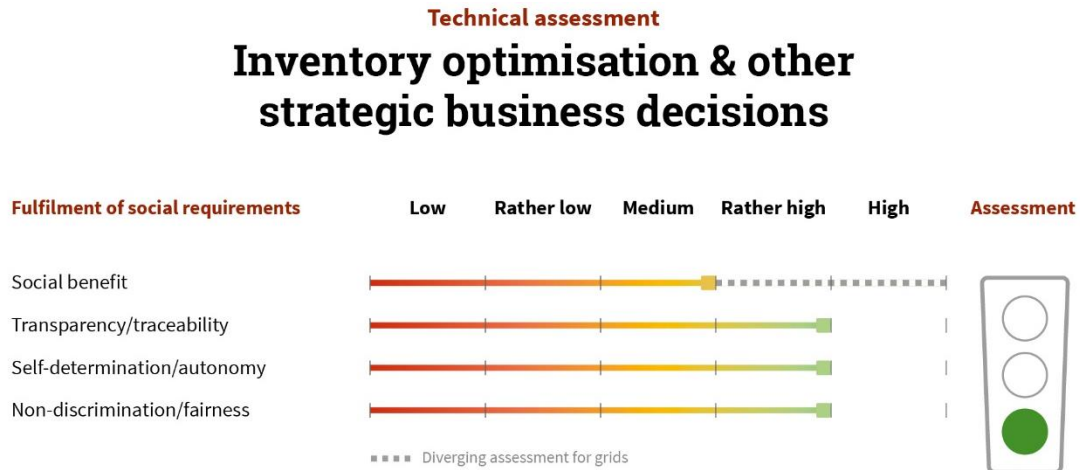 Technical assessment
Inventory optimisation & other
strategic business decisions
Fulfilment of social requirements Low Rather low Medium Rather high High Assessment
Social benefit
Transparency/traceability
Self-determination/autonomy
Non-discrimination/fairness
Diverging assessment for grids